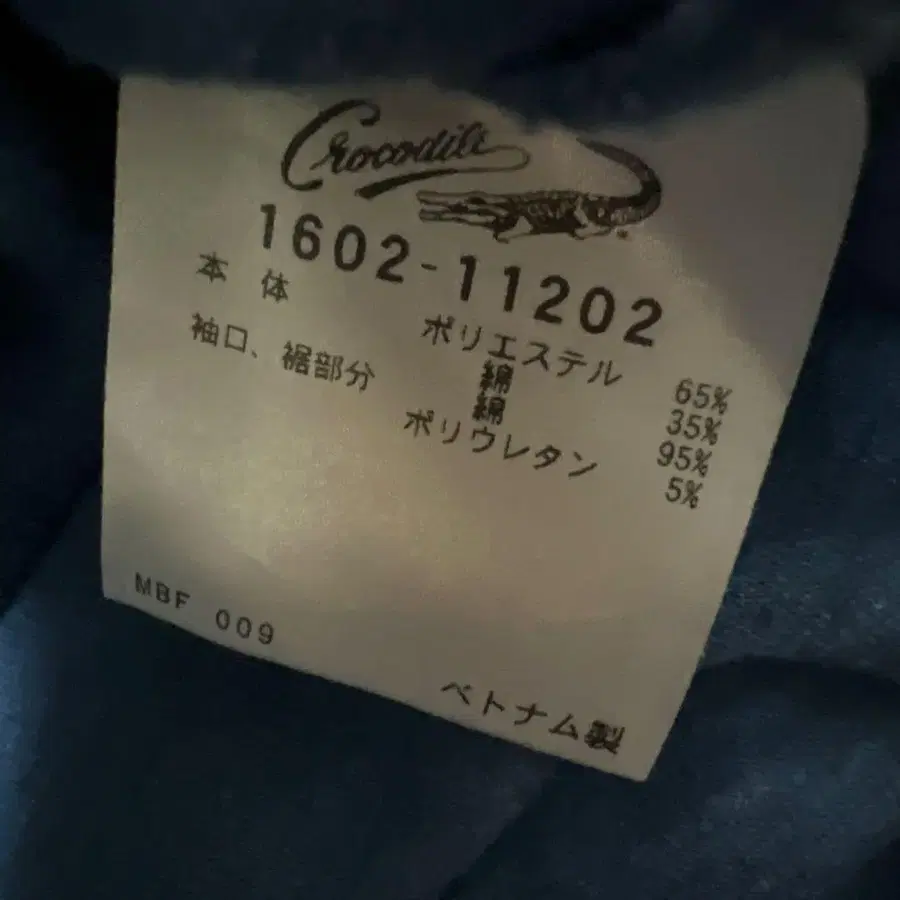 Crocodile
1602-11202
本体 ポリエステル 65%
綿 35%
袖口、裾部分 綿 95%
ポリウレタン 5%
MBF 009
ベトナム製